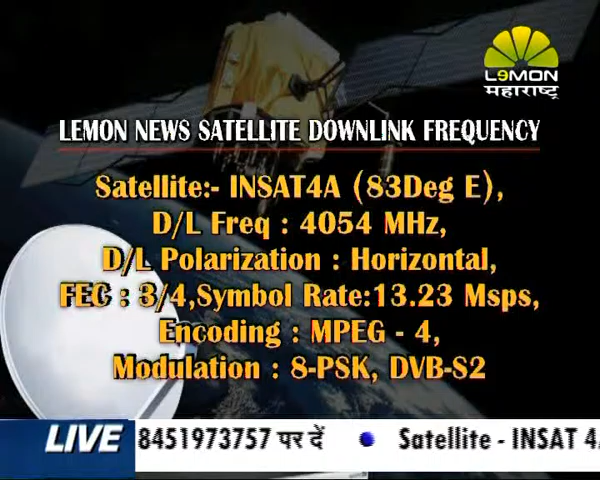 L9MON
महाराष्ट्र
LEMON NEWS SATELLITE DOWNLINK FREQUENCY
Satellite:- INSAT4A (83Deg E),
D/L Freq : 4054 MHz,
D/L Polarization : Horizontal,
FEC : 3/4,Symbol Rate:13.23 Msps,
Encoding : MPEG - 4,
Modulation : 8-PSK, DVB-S2
LIVE 8451973757 पर दें • Satellite - INSAT 4